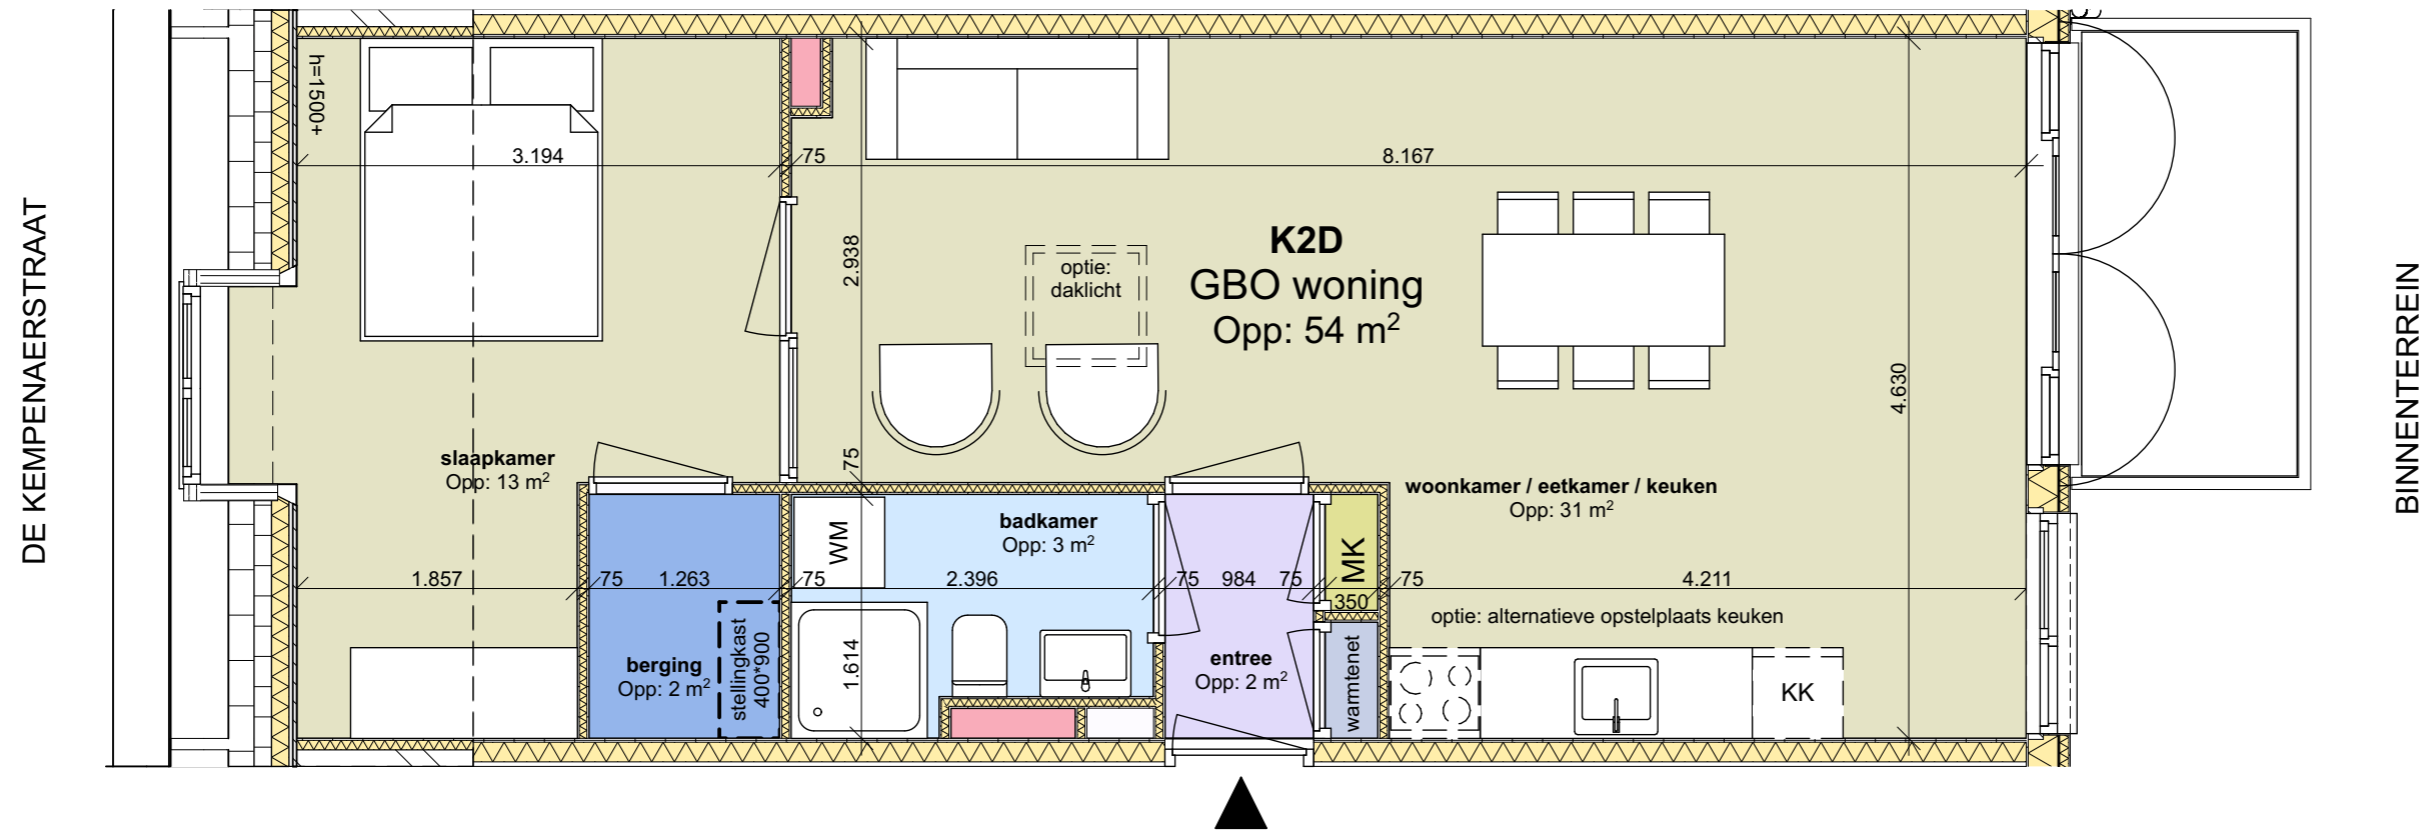 DE KEMPENAERSTRAAT
h=1500+
3.194
75
8.167
2.938
optie:
daklicht
K2D
GBO woning
Opp: 54 m²
4.630
BINNENTERREIN
75
slaapkamer
Opp: 13 m²
woonkamer / eetkamer / keuken
Opp: 31 m²
WM
badkamer
Opp: 3 m²
MK
1.857
75
1.263
75
2.396
75
984
75
350
75
4.211
optie: alternatieve opstelplaats keuken
berging
Opp: 2 m²
stellingkast
400*900
1.614
entree
Opp: 2 m²
warmtenet
KK